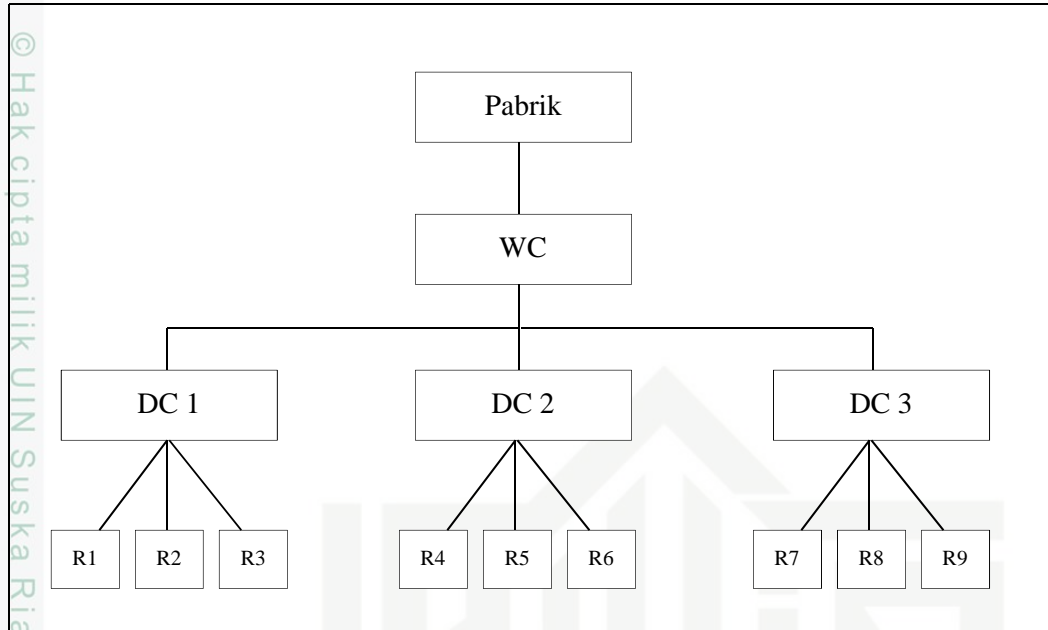 © Hak cipta milik UIN Suska Ria
Pabrik
WC
DC 1
DC 2
DC 3
R1
R2
R3
R4
R5
R6
R7
R8
R9